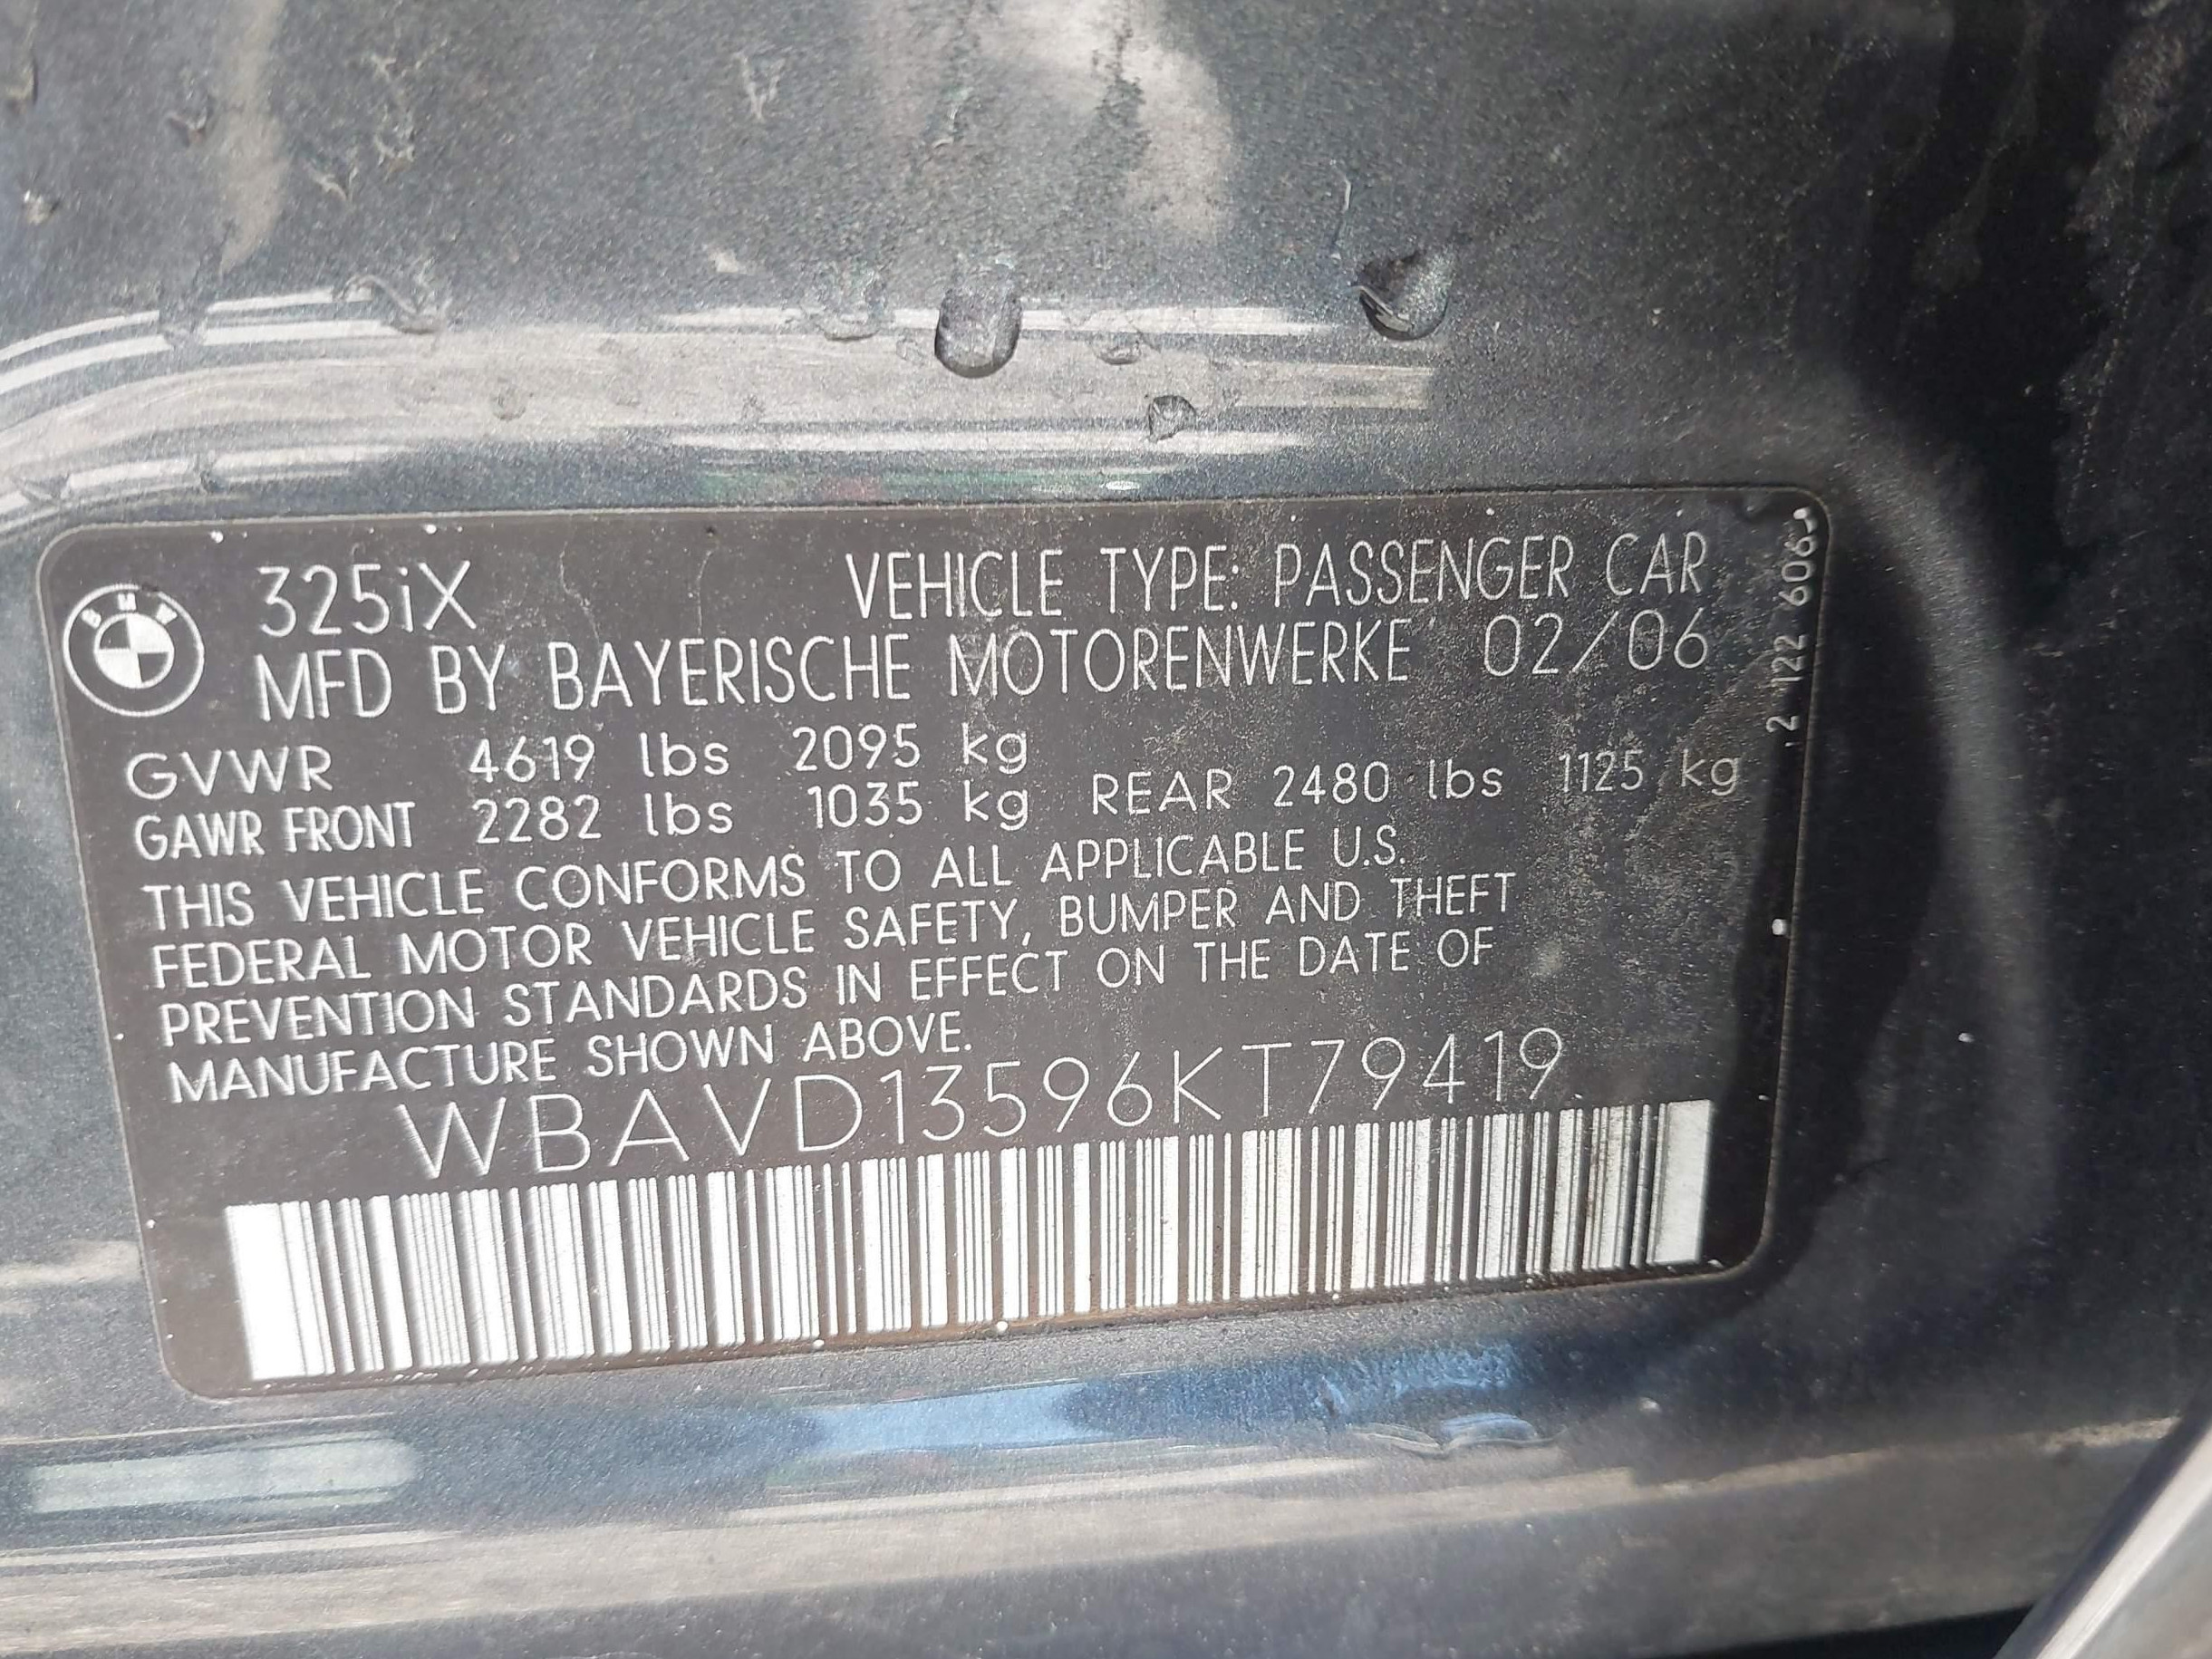 BMW
325iX VEHICLE TYPE: PASSENGER CAR
MFD BY BAYERISCHE MOTORENWERKE 02/06
GVWR 4619 lbs 2095 kg
GAWR FRONT 2282 lbs 1035 kg REAR 2480 lbs 1125 kg
THIS VEHICLE CONFORMS TO ALL APPLICABLE U.S.
FEDERAL MOTOR VEHICLE SAFETY, BUMPER AND THEFT
PREVENTION STANDARDS IN EFFECT ON THE DATE OF
MANUFACTURE SHOWN ABOVE.
WBAVD13596KT79419
2 122 606